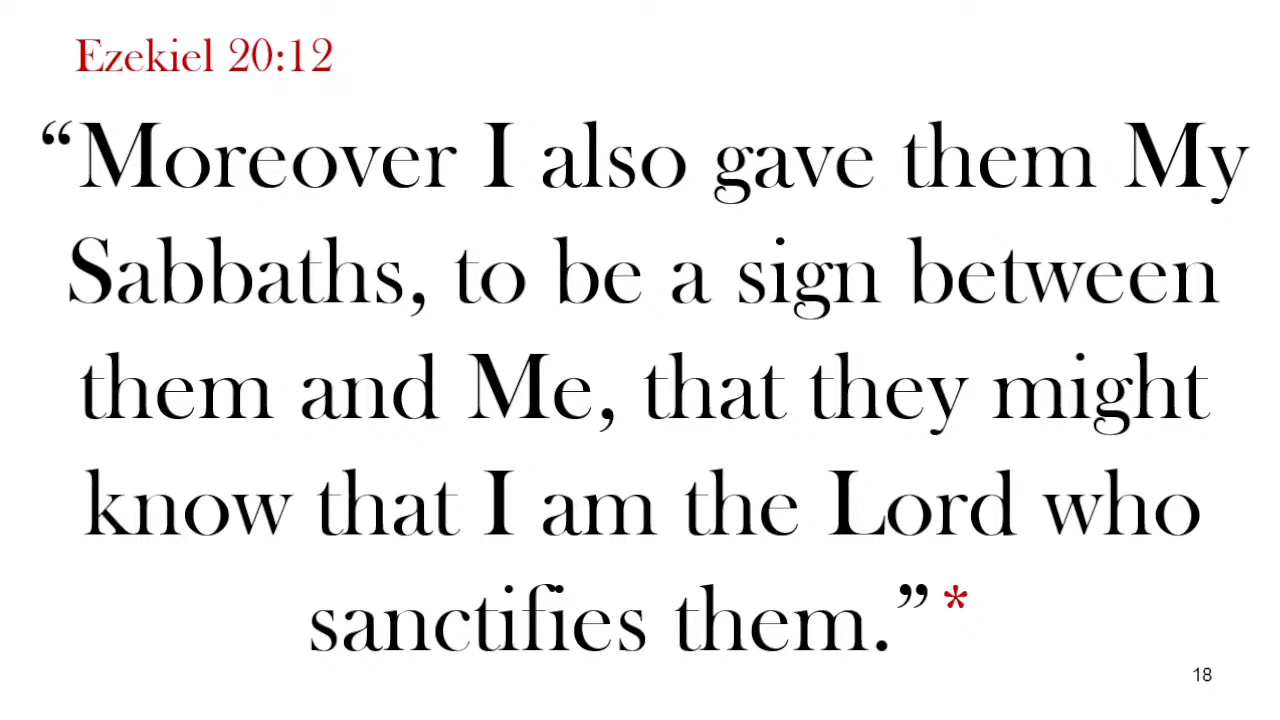 Ezekiel 20:12
“Moreover I also gave them My
Sabbaths, to be a sign between
them and Me, that they might
know that I am the Lord who
sanctifies them.”*
18